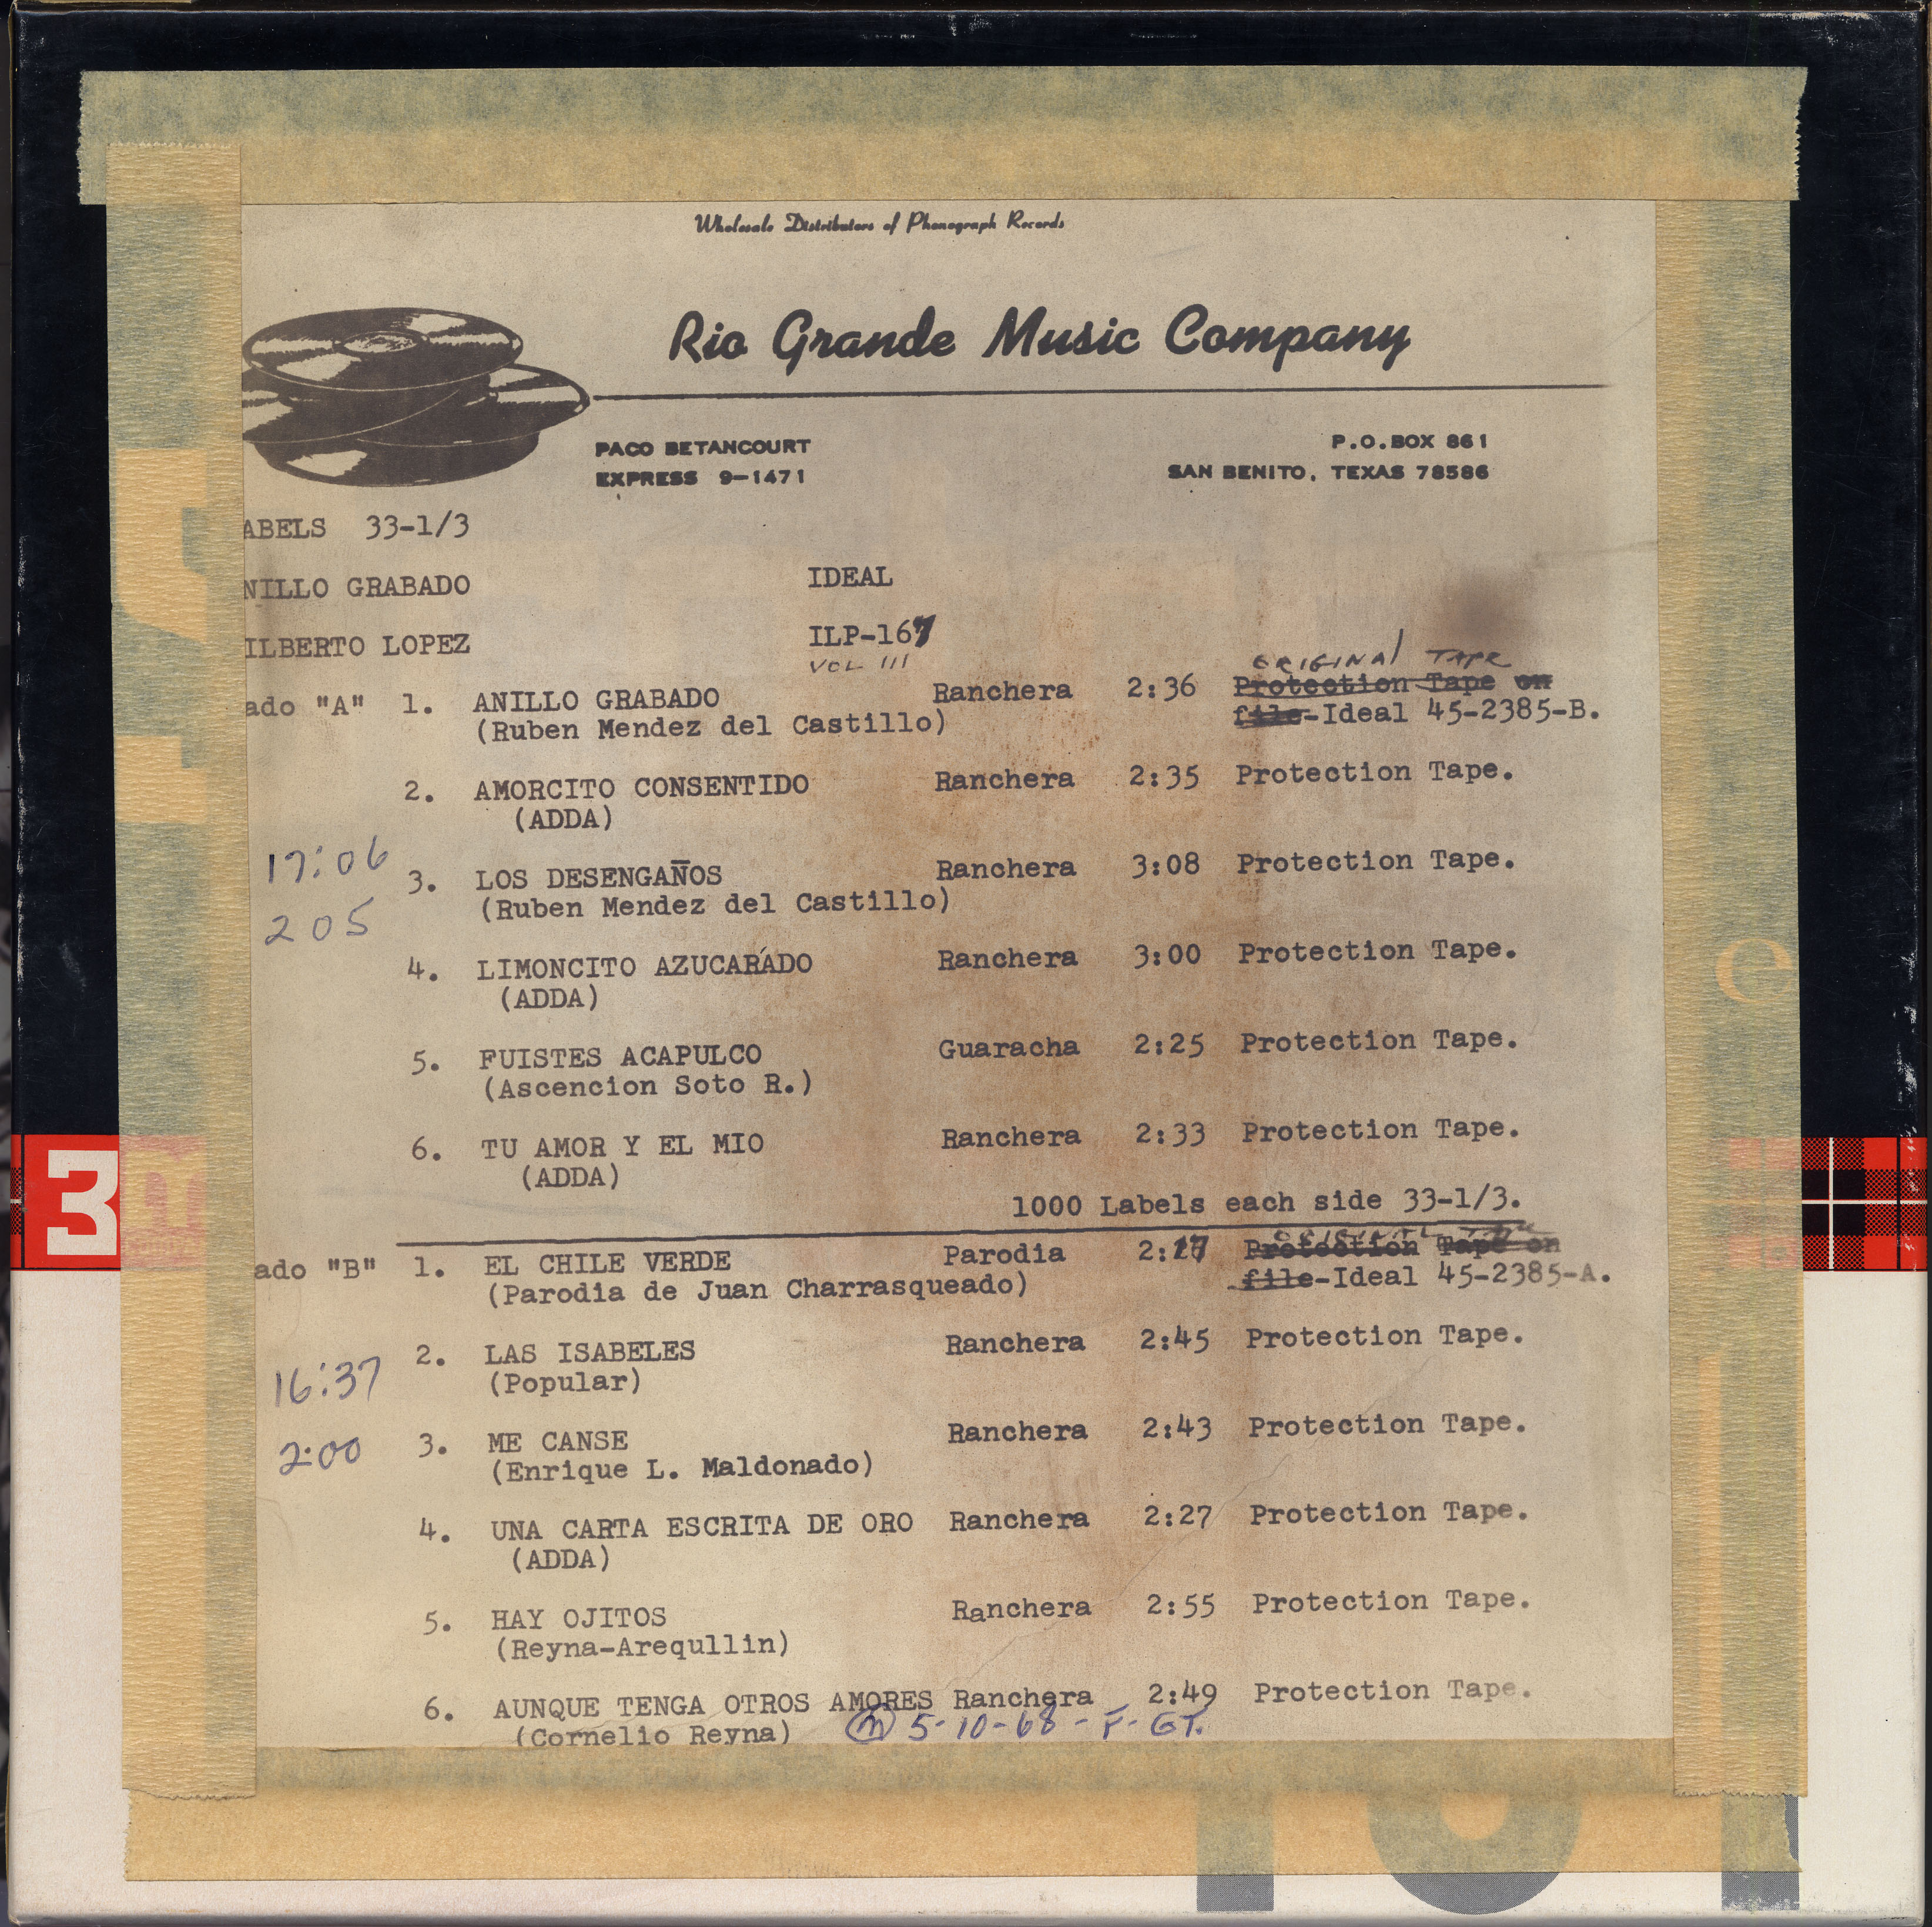 Wholesale Distributors of Phonograph Records
Rio Grande Music Company
PACO BETANCOURT
EXPRESS 9-1471
P.O.BOX 861
SAN BENITO, TEXAS 78586
ABELS 33-1/3
NILLO GRABADO IDEAL
ILBERTO LOPEZ ILP-167
VOL III
ORIGINAL TAPE
ado "A" 1. ANILLO GRABADO Ranchera 2:36 Protection Tape on
(Ruben Mendez del Castillo) file-Ideal 45-2385-B.
2. AMORCITO CONSENTIDO Ranchera 2:35 Protection Tape.
(ADDA)
17:06
3. LOS DESENGAÑOS Ranchera 3:08 Protection Tape.
(Ruben Mendez del Castillo)
205
4. LIMONCITO AZUCARÁDO Ranchera 3:00 Protection Tape.
(ADDA)
5. FUISTES ACAPULCO Guaracha 2:25 Protection Tape.
(Ascencion Soto R.)
6. TU AMOR Y EL MIO Ranchera 2:33 Protection Tape.
(ADDA)
1000 Labels each side 33-1/3.
3
ORIGINAL TAPE
ado "B" 1. EL CHILE VERDE Parodia 2:17 Protection Tape on
(Parodia de Juan Charrasqueado) file-Ideal 45-2385-A.
2. LAS ISABELES Ranchera 2:45 Protection Tape.
(Popular)
16:37
3. ME CANSE Ranchera 2:43 Protection Tape.
(Enrique L. Maldonado)
2:00
4. UNA CARTA ESCRITA DE ORO Ranchera 2:27 Protection Tape.
(ADDA)
5. HAY OJITOS Ranchera 2:55 Protection Tape.
(Reyna-Arequllin)
6. AUNQUE TENGA OTROS AMORES Ranchera 2:49 Protection Tape.
(Cornelio Reyna) m 5-10-68-F-GT.